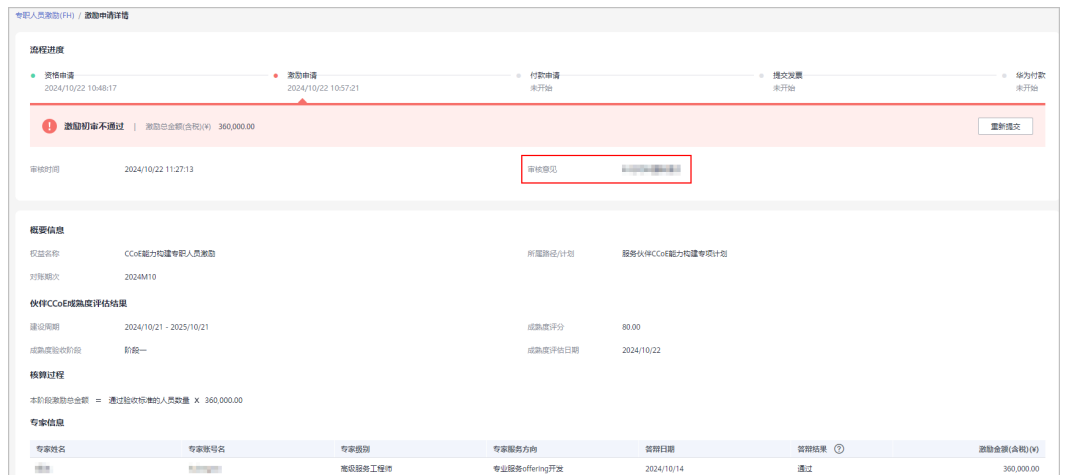 专职人员激励(FH) / 激励申请详情
流程进度
资格申请 激励申请 付款申请 提交发票 华为付款
2024/10/22 10:48:17 2024/10/22 10:57:21 未开始 未开始 未开始
激励初审不通过 | 激励总金额(含税)(¥) 360,000.00 重新提交
审核时间 2024/10/22 11:27:13 审核意见
概要信息
权益名称 CCoE能力构建专职人员激励 所属路径/计划 服务伙伴CCoE能力构建专项计划
对账期次 2024M10
伙伴CCoE成熟度评估结果
建设周期 2024/10/21 - 2025/10/21 成熟度评分 80.00
成熟度验收阶段 阶段一 成熟度评估日期 2024/10/22
核算过程
本阶段激励总金额 = 通过验收标准的人员数量 X 360,000.00
专家信息
专家姓名 专家账号名 专家级别 专家服务方向 答辩日期 答辩结果 ? 激励金额(含税)(¥)
高级服务工程师 专业服务offering开发 2024/10/14 通过 360,000.00